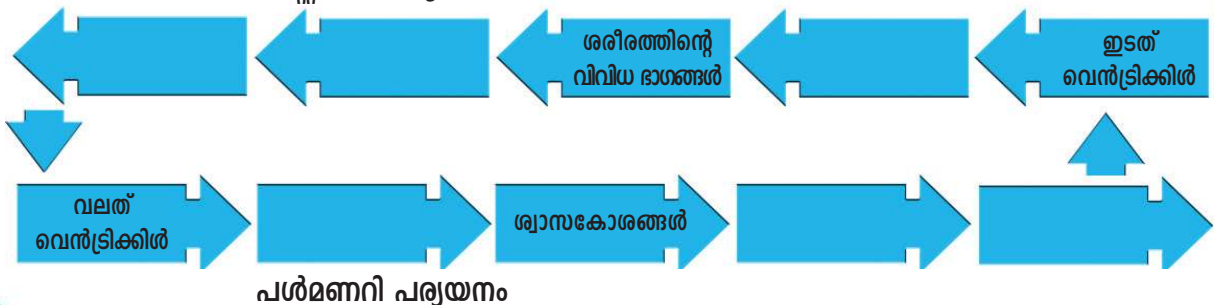 ശരീരത്തിന്റെ
വിവിധ ഭാഗങ്ങൾ
ഇടത്
വെൻട്രിക്കിൾ
വലത്
വെൻട്രിക്കിൾ
ശ്വാസകോശങ്ങൾ
പൾമണറി പര്യയനം